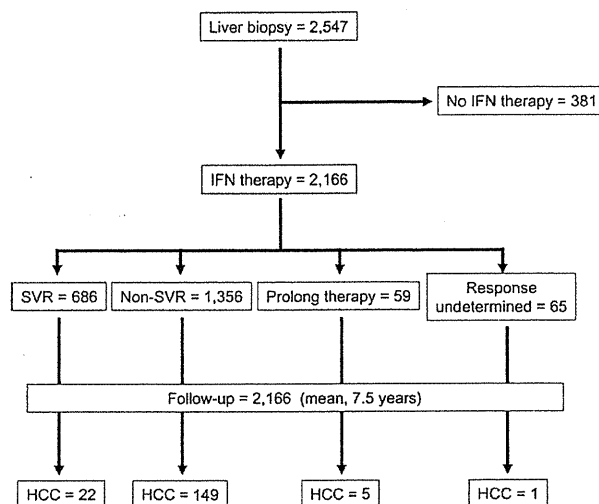 Liver biopsy = 2,547
No IFN therapy = 381
IFN therapy = 2,166
SVR = 686
Non-SVR = 1,356
Prolong therapy = 59
Response
undetermined = 65
Follow-up = 2,166 (mean, 7.5 years)
HCC = 22
HCC = 149
HCC = 5
HCC = 1